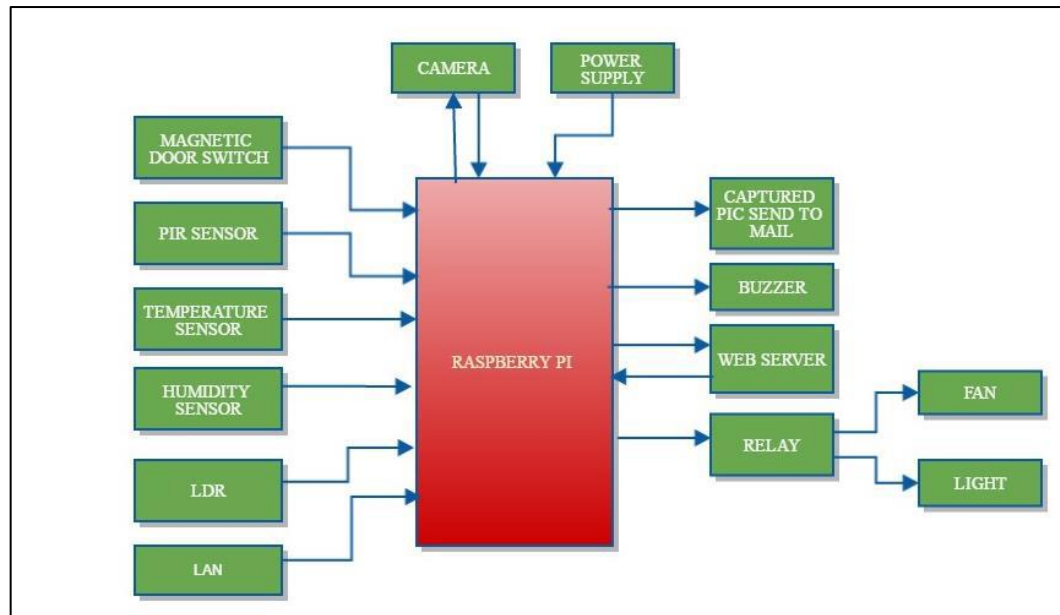 CAMERA
POWER
SUPPLY
MAGNETIC
DOOR SWITCH
PIR SENSOR
TEMPERATURE
SENSOR
HUMIDITY
SENSOR
LDR
LAN
RASPBERRY PI
CAPTURED
PIC SEND TO
MAIL
BUZZER
WEB SERVER
RELAY
FAN
LIGHT